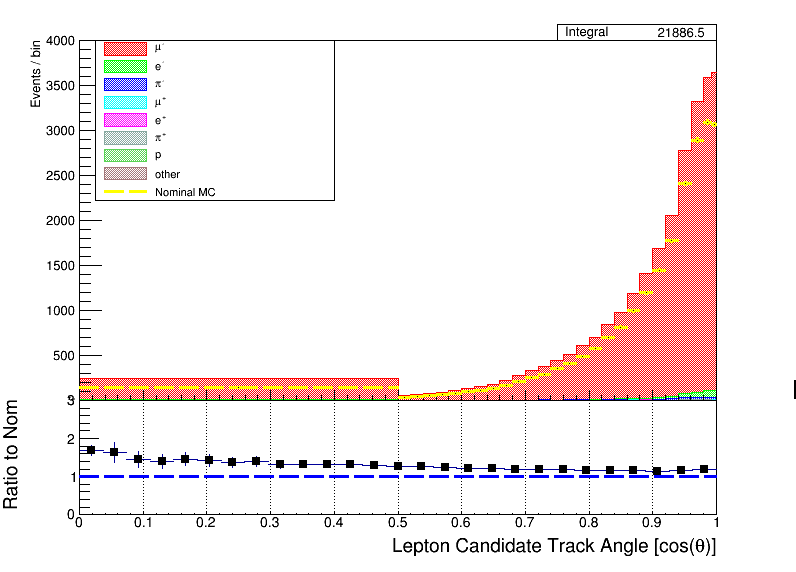 Integral 21886.5
Events / bin
4000
3500
3000
2500
2000
1500
1000
500
μ-
e-
π-
μ+
e+
π+
p
other
Nominal MC
Ratio to Nom
3
2
1
0
0 0.1 0.2 0.3 0.4 0.5 0.6 0.7 0.8 0.9 1
Lepton Candidate Track Angle [cos(θ)]